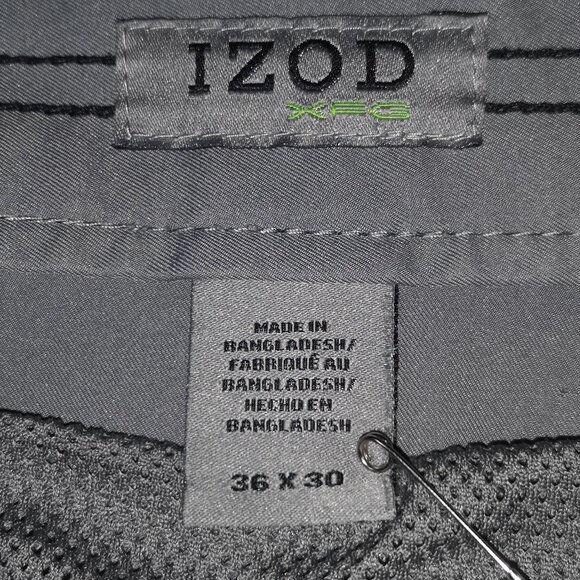 IZOD
XFG
MADE IN
BANGLADESH/
FABRIQUÉ AU
BANGLADESH/
HECHO EN
BANGLADESH
36 X 30